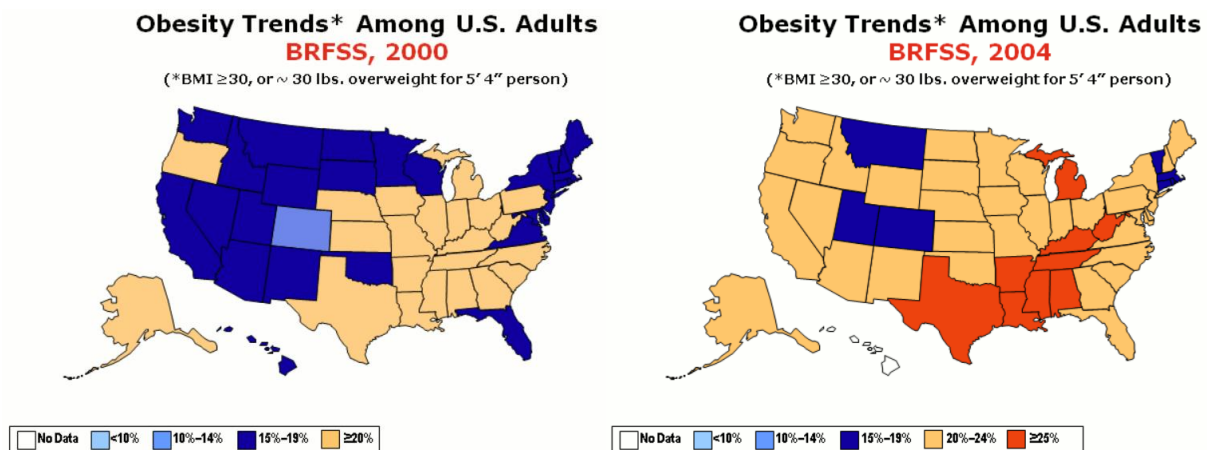 Obesity Trends* Among U.S. Adults
BRFSS, 2000
(*BMI ≥30, or ~ 30 lbs. overweight for 5′ 4″ person)
No Data <10% 10%–14% 15%–19% ≥20%
Obesity Trends* Among U.S. Adults
BRFSS, 2004
(*BMI ≥30, or ~ 30 lbs. overweight for 5′ 4″ person)
No Data <10% 10%–14% 15%–19% 20%–24% ≥25%